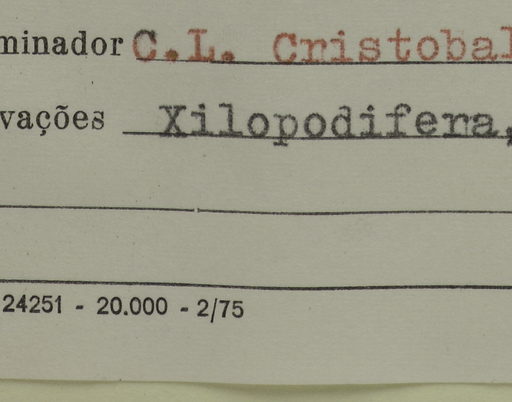 minador C.L. Cristobal
vações Xilopodifera,
24251 - 20.000 - 2/75